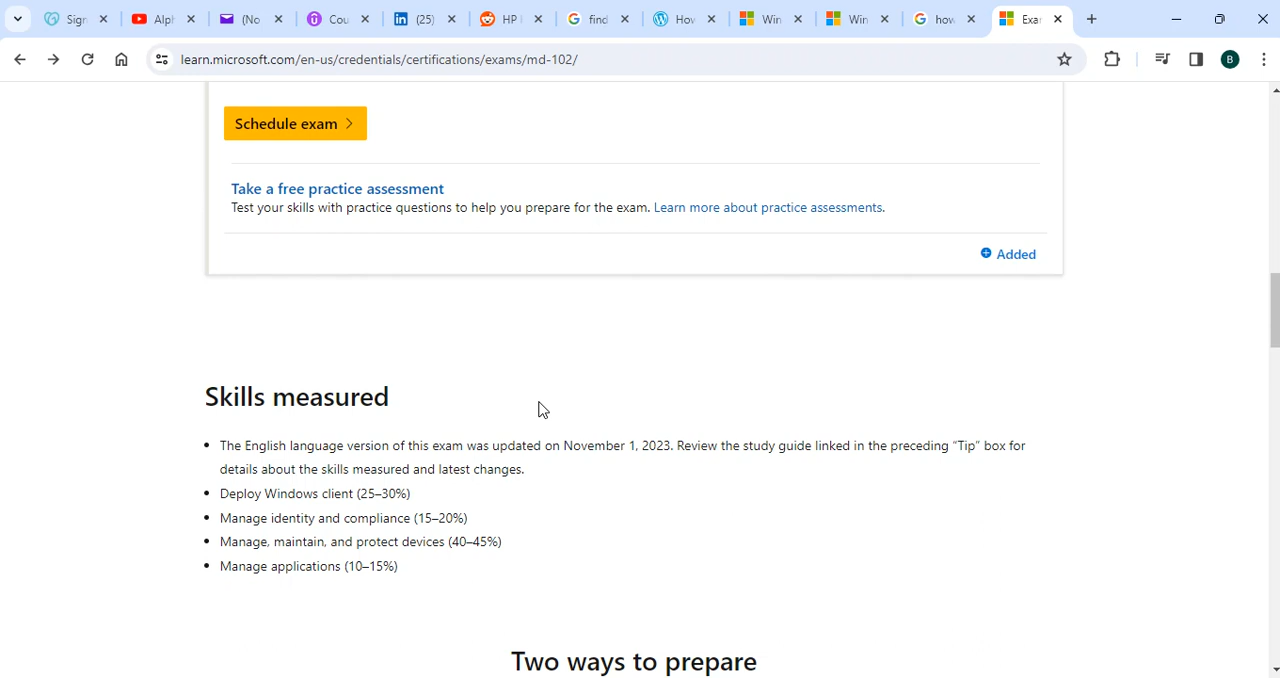 Sign
Alph
(No
Cou
(25)
HP
find
How
Win
Win
how
Exar
learn.microsoft.com/en-us/credentials/certifications/exams/md-102/
B
Schedule exam
Take a free practice assessment
Test your skills with practice questions to help you prepare for the exam. Learn more about practice assessments.
Added
Skills measured
• The English language version of this exam was updated on November 1, 2023. Review the study guide linked in the preceding “Tip” box for
details about the skills measured and latest changes.
• Deploy Windows client (25–30%)
• Manage identity and compliance (15–20%)
• Manage, maintain, and protect devices (40–45%)
• Manage applications (10–15%)
Two ways to prepare